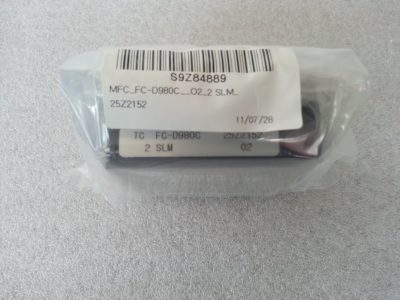 S9Z84889
MFC_FC-D980C__O2_2 SLM_
25Z2152
11/07/28
TC FC-D980C 25Z2152
2 SLM 02